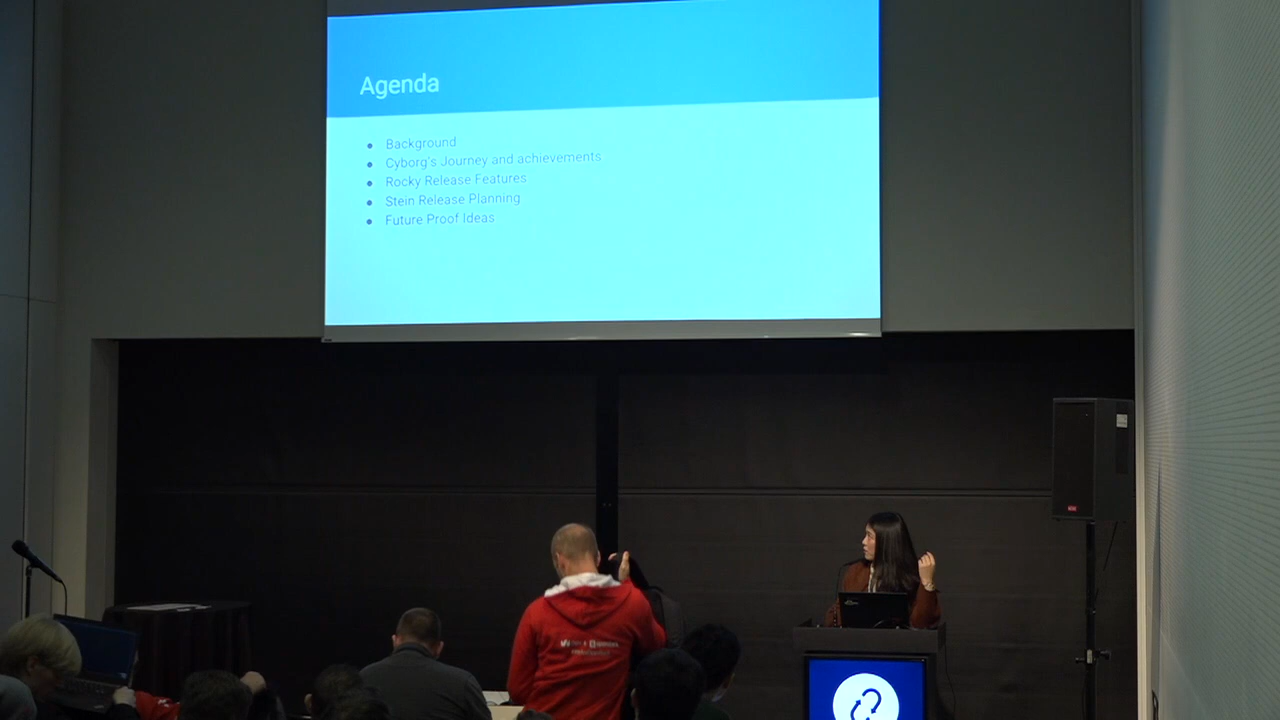 Agenda
● Background
● Cyborg's Journey and achievements
● Rocky Release Features
● Stein Release Planning
● Future Proof Ideas